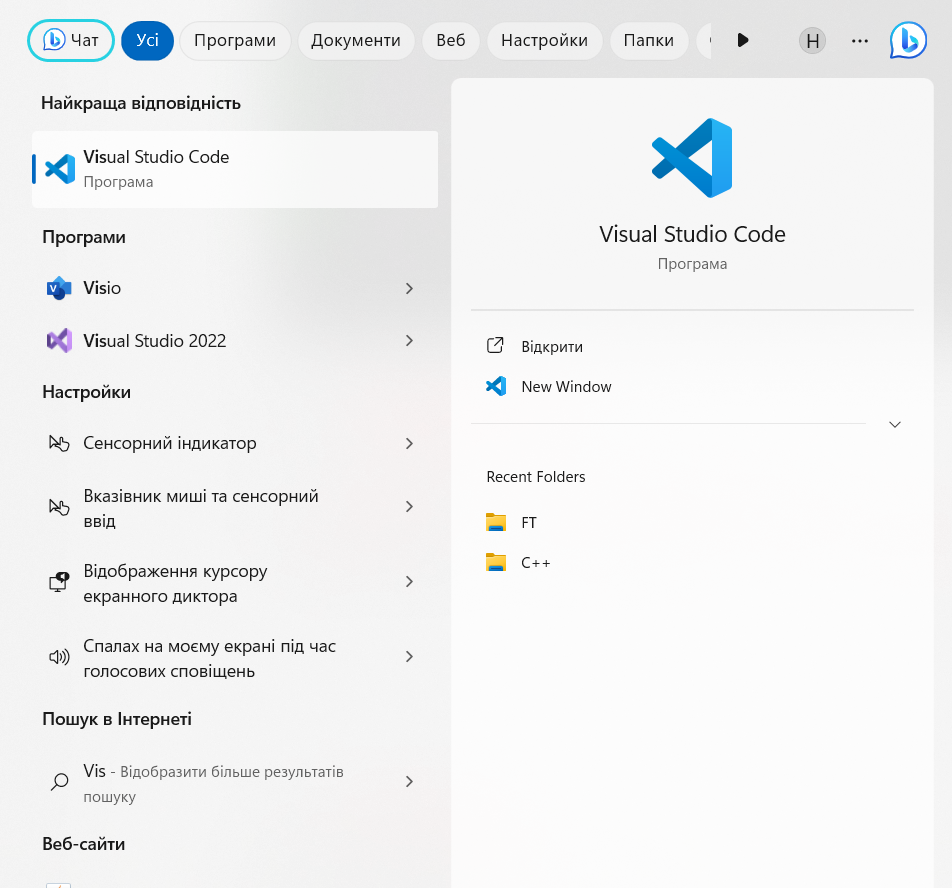 Чат
Усі
Програми
Документи
Веб
Настройки
Папки
Н
Найкраща відповідність
Visual Studio Code
Програма
Програми
Visio
Visual Studio 2022
Настройки
Сенсорний індикатор
Вказівник миші та сенсорний
ввід
Відображення курсору
екранного диктора
Спалах на моєму екрані під час
голосових сповіщень
Пошук в Інтернеті
Vis - Відобразити більше результатів
пошуку
Веб-сайти
Visual Studio Code
Програма
Відкрити
New Window
Recent Folders
FT
C++